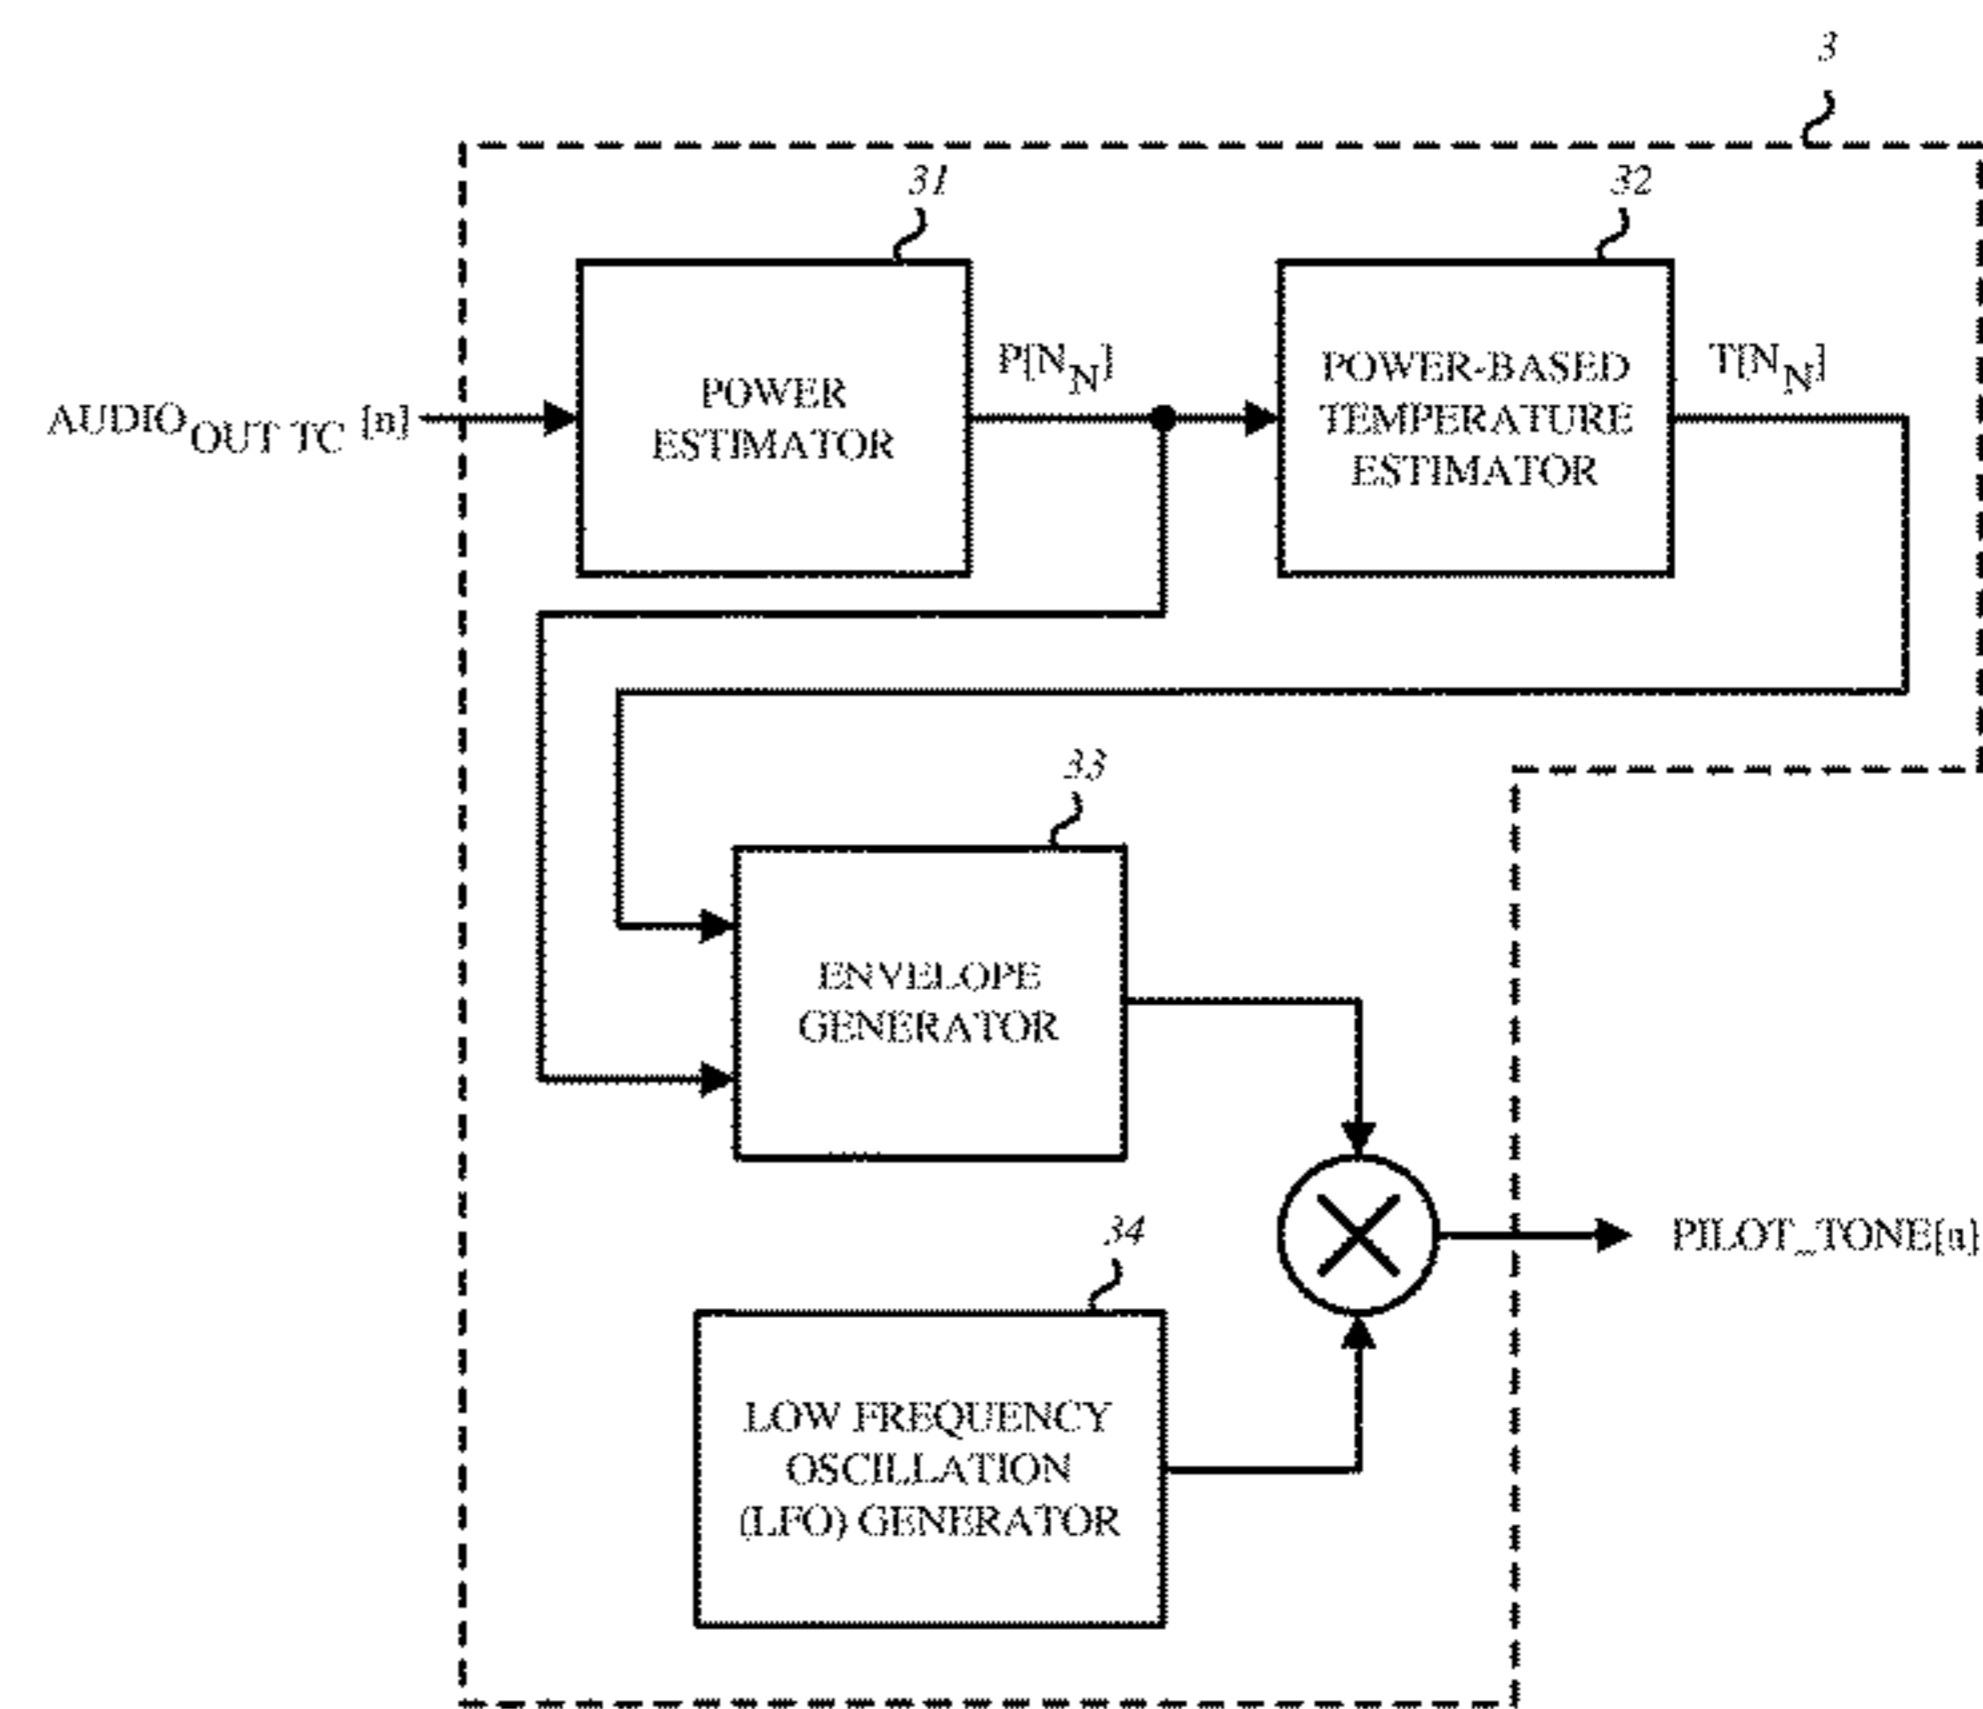 3
31
32
POWER
ESTIMATOR
P[N_N]
POWER-BASED
TEMPERATURE
ESTIMATOR
T[N_N]
AUDIO_OUT TC [n]
33
ENVELOPE
GENERATOR
34
PILOT_TONE[n]
LOW FREQUENCY
OSCILLATION
(LFO) GENERATOR